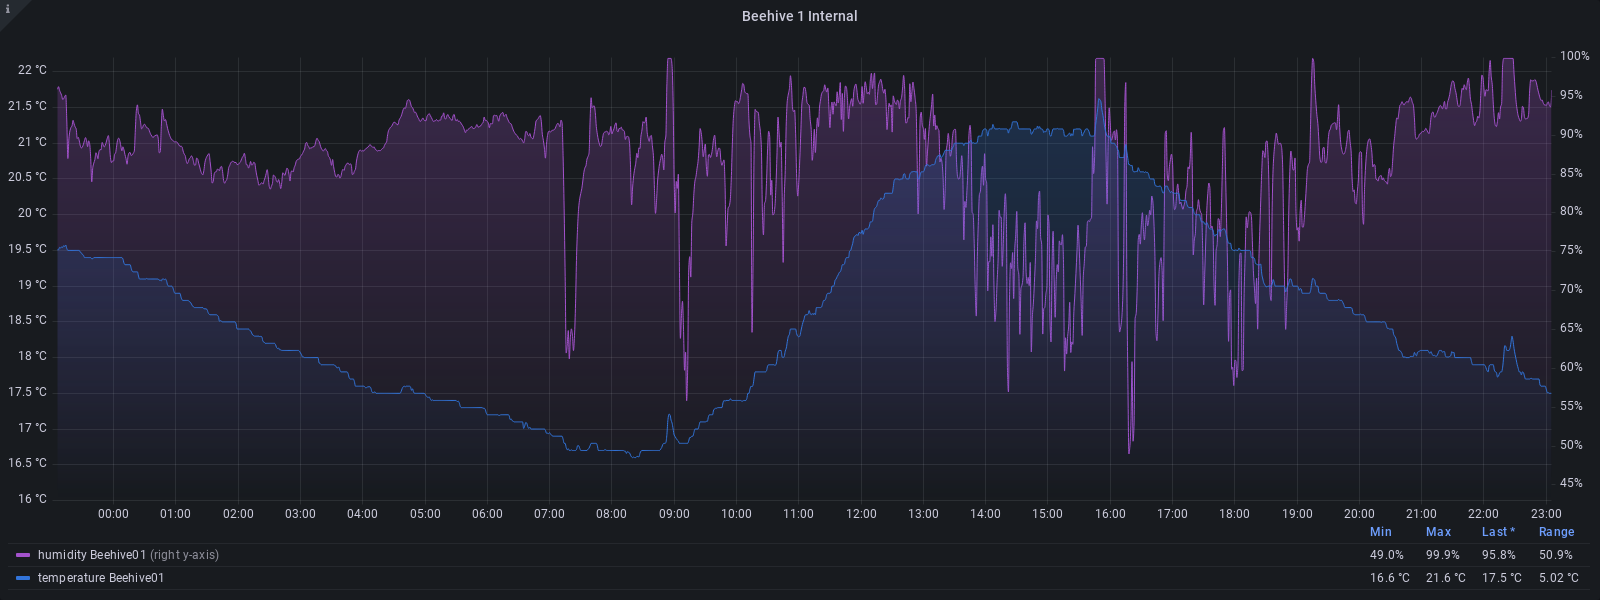 i
Beehive 1 Internal
22 °C
21.5 °C
21 °C
20.5 °C
20 °C
19.5 °C
19 °C
18.5 °C
18 °C
17.5 °C
17 °C
16.5 °C
16 °C
100%
95%
90%
85%
80%
75%
70%
65%
60%
55%
50%
45%
00:00 01:00 02:00 03:00 04:00 05:00 06:00 07:00 08:00 09:00 10:00 11:00 12:00 13:00 14:00 15:00 16:00 17:00 18:00 19:00 20:00 21:00 22:00 23:00
Min Max Last * Range
humidity Beehive01 (right y-axis) 49.0% 99.9% 95.8% 50.9%
temperature Beehive01 16.6 °C 21.6 °C 17.5 °C 5.02 °C